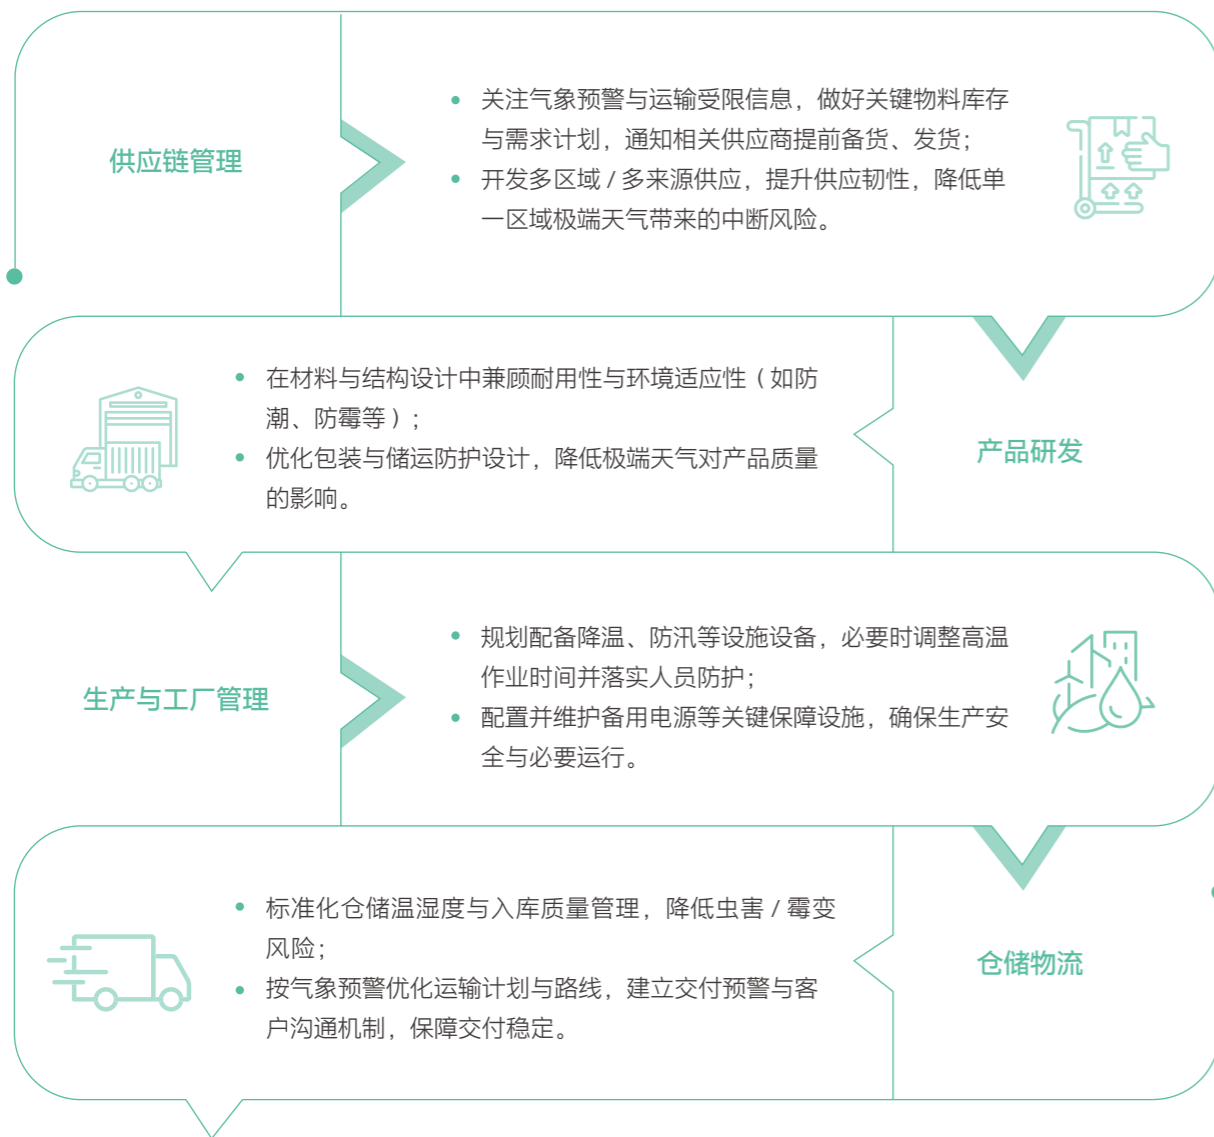 供应链管理
关注气象预警与运输受限信息，做好关键物料库存
与需求计划，通知相关供应商提前备货、发货；
开发多区域 / 多来源供应，提升供应韧性，降低单
一区域极端天气带来的中断风险。
在材料与结构设计中兼顾耐用性与环境适应性（如防
潮、防霉等）；
优化包装与储运防护设计，降低极端天气对产品质量
的影响。
产品研发
生产与工厂管理
规划配备降温、防汛等设施设备，必要时调整高温
作业时间并落实人员防护；
配置并维护备用电源等关键保障设施，确保生产安
全与必要运行。
标准化仓储温湿度与入库质量管理，降低虫害 / 霉变
风险；
按气象预警优化运输计划与路线，建立交付预警与客
户沟通机制，保障交付稳定。
仓储物流